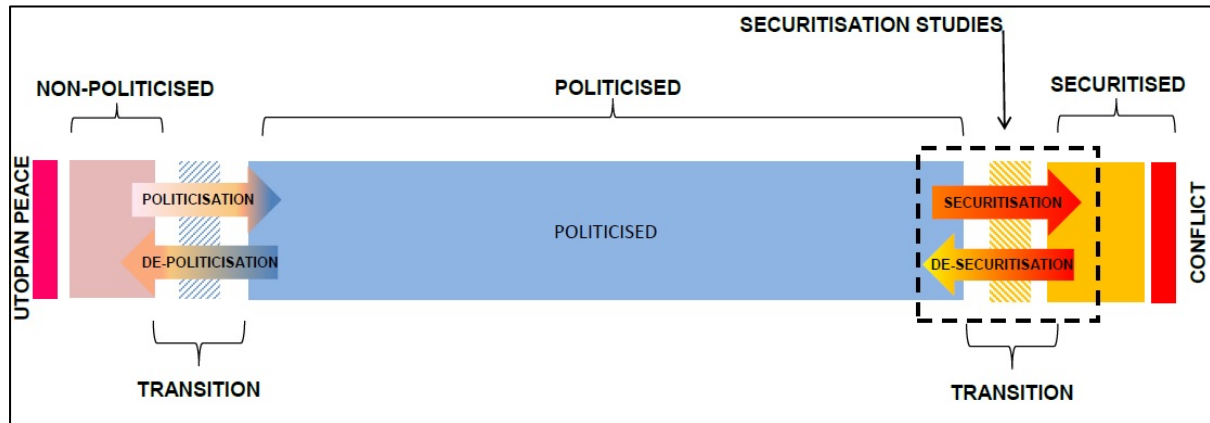 SECURITISATION STUDIES
NON-POLITICISED
POLITICISED
SECURITISED
UTOPIAN PEACE
POLITICISATION
DE-POLITICISATION
POLITICISED
SECURITISATION
DE-SECURITISATION
CONFLICT
TRANSITION
TRANSITION